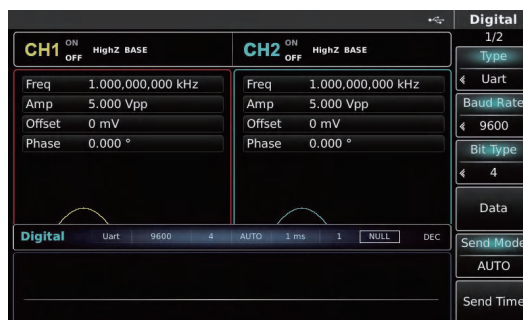 Digital
1/2
CH1 ON OFF HighZ BASE
CH2 ON OFF HighZ BASE
Type
Uart
Freq 1.000,000,000 kHz
Amp 5.000 Vpp
Offset 0 mV
Phase 0.000 °
Freq 1.000,000,000 kHz
Amp 5.000 Vpp
Offset 0 mV
Phase 0.000 °
Baud Rate
9600
Bit Type
4
Data
Digital Uart 9600 4 AUTO 1 ms 1 NULL DEC
Send Mode
AUTO
Send Time